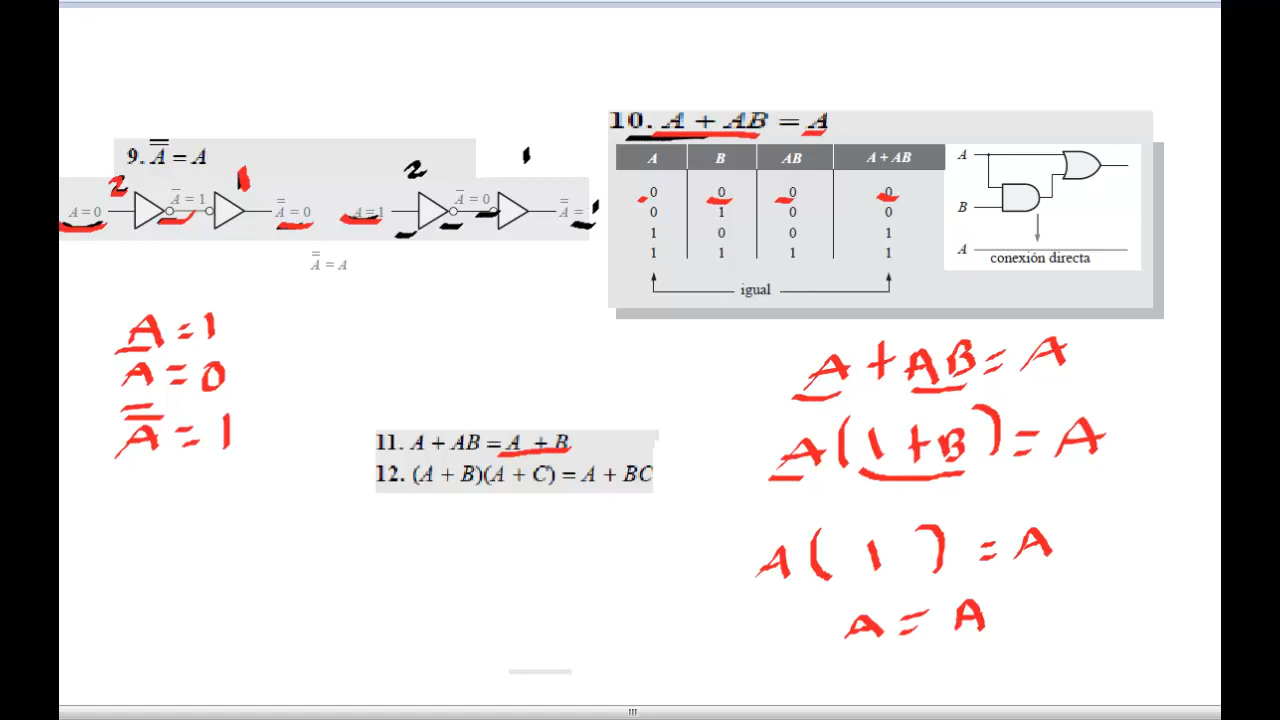 9. A̿ = A
2 1
A = 0 A̅ = 1 A̿ = 0
2 1
A = 1 A̅ = 0 A̿ = 1
A̿ = A
A = 1
A̅ = 0
A̿ = 1
10. A + AB = A
A B AB A + AB
0 0 0 0
0 1 0 0
1 0 0 1
1 1 1 1
igual
A
B
A
conexión directa
A + AB = A
A(1+B) = A
A( 1 ) = A
A = A
11. A + AB = A + B
12. (A + B)(A + C) = A + BC